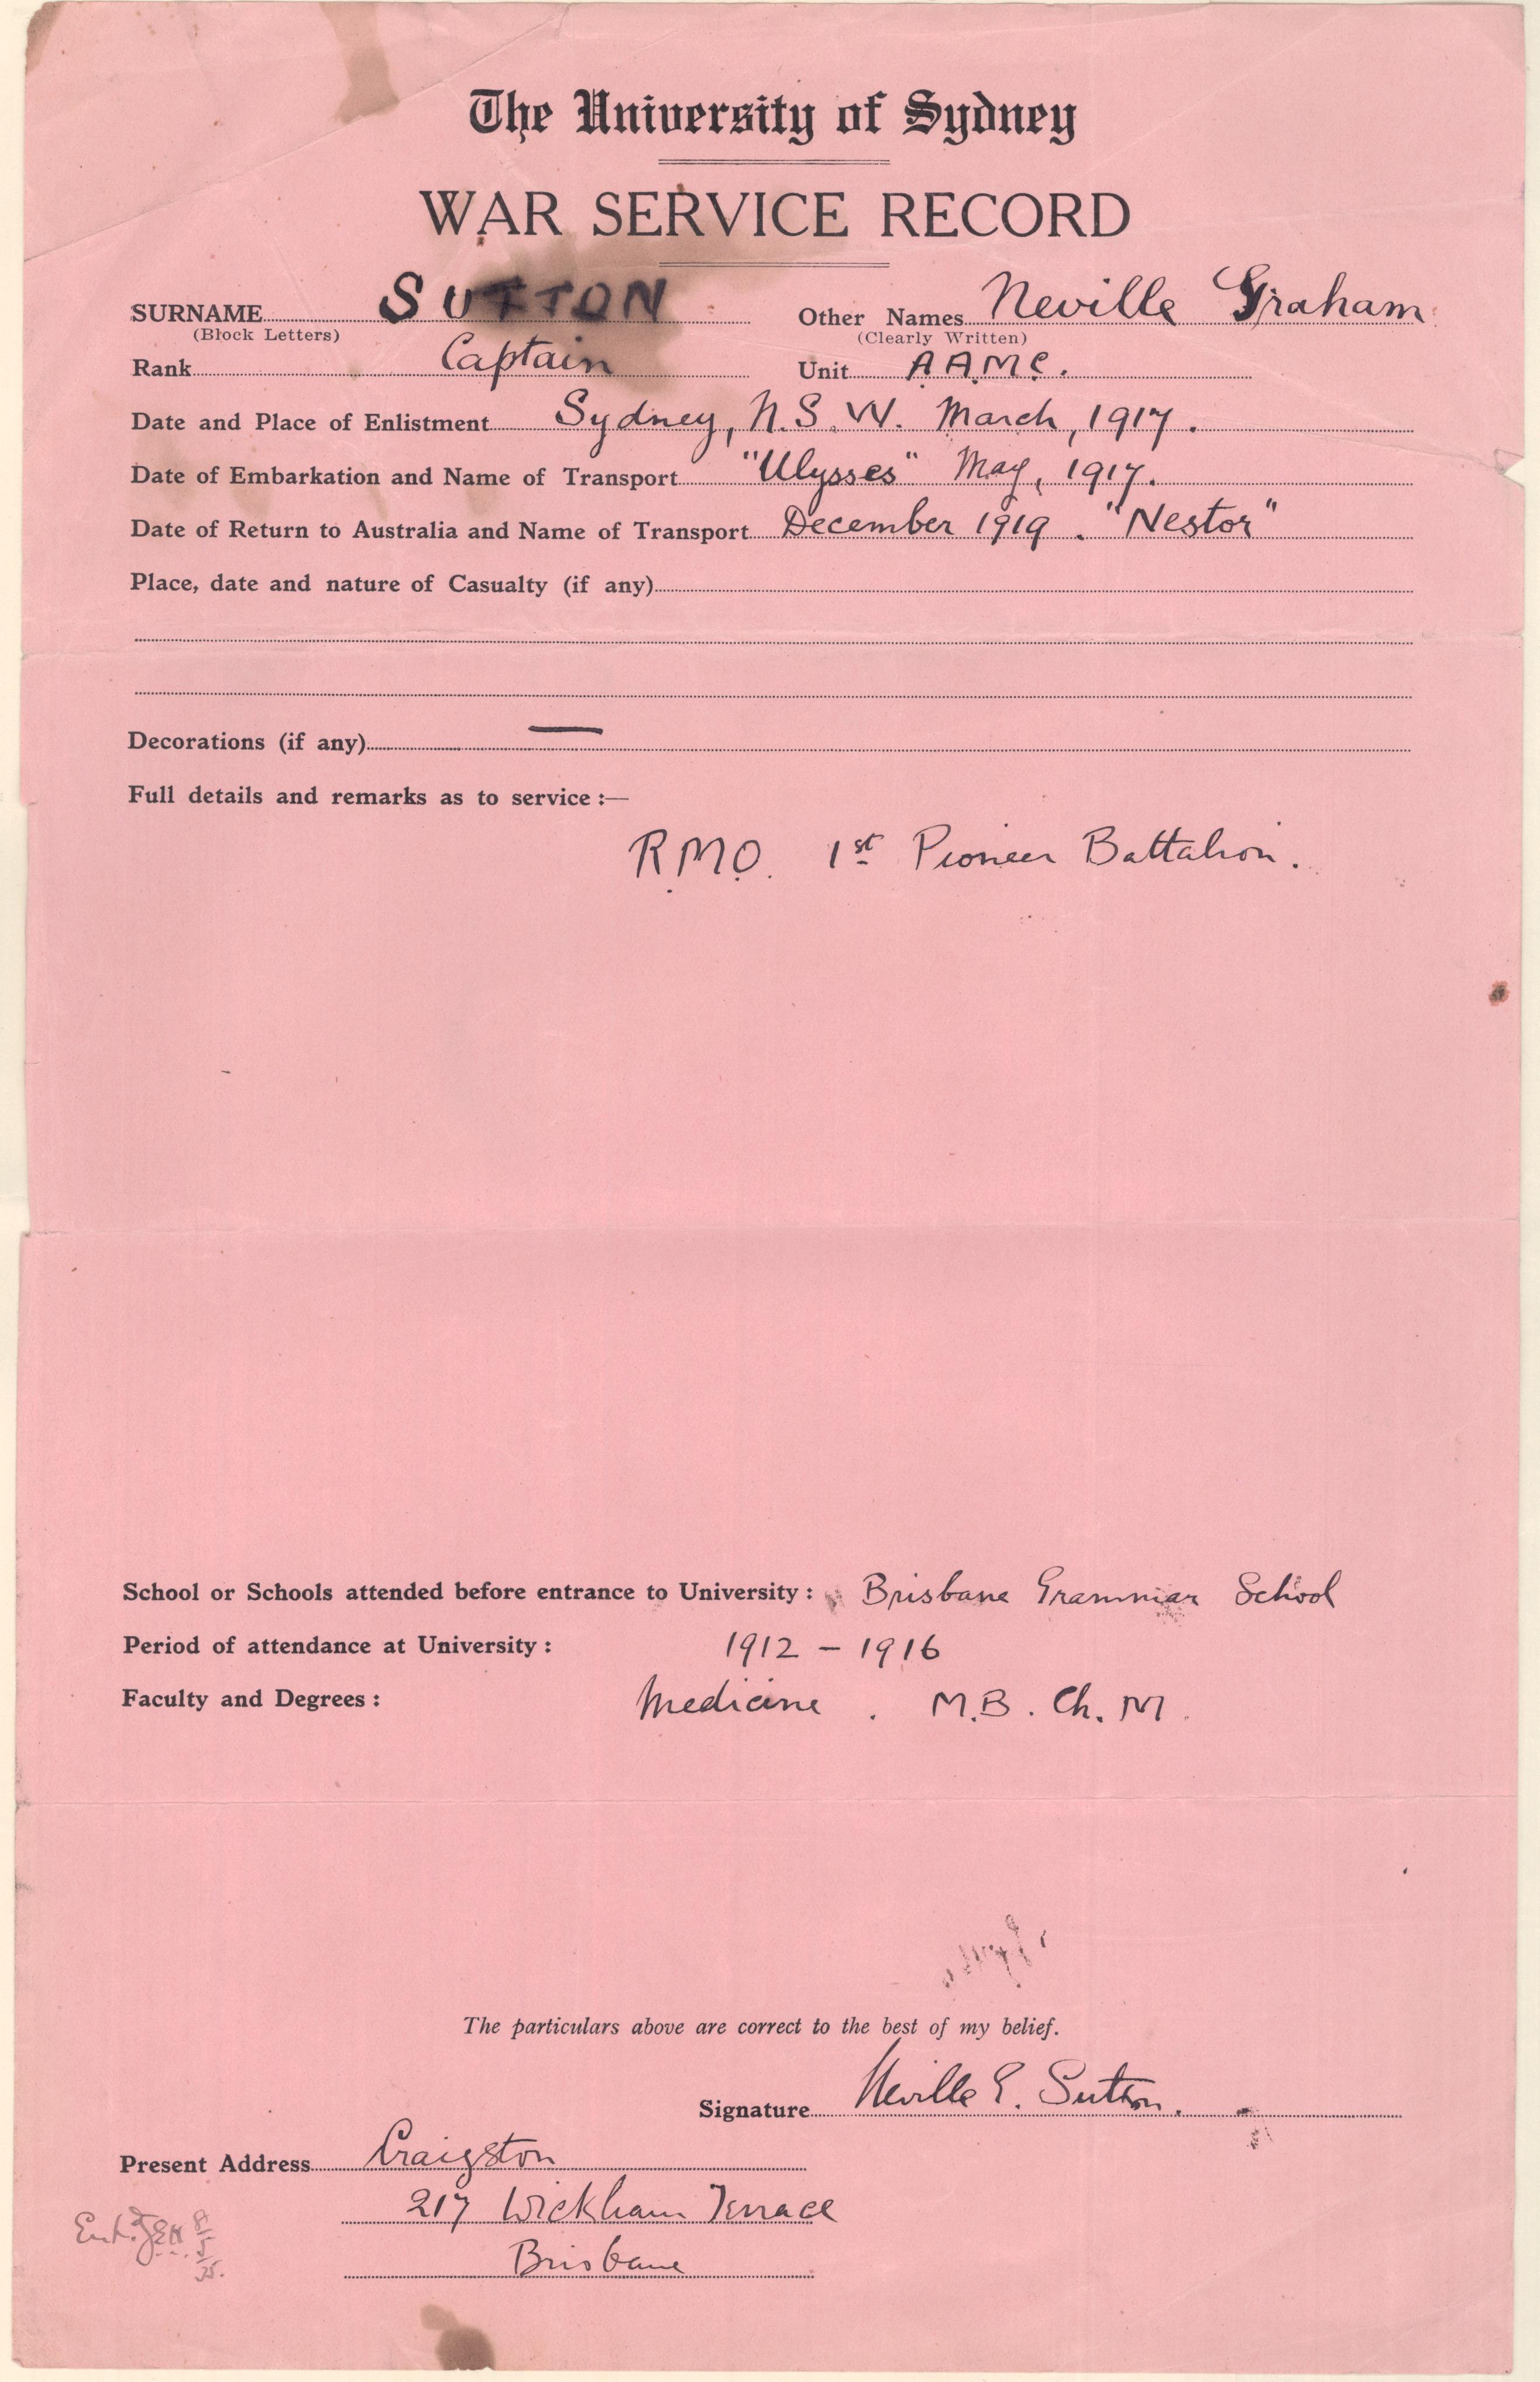 The University of Sydney
WAR SERVICE RECORD
SURNAME SUTTON Other Names Neville Graham
(Block Letters) (Clearly Written)
Rank Captain Unit A.A.M.C.
Date and Place of Enlistment Sydney, N.S.W. March, 1917.
Date of Embarkation and Name of Transport "Ulysses" May, 1917.
Date of Return to Australia and Name of Transport December 1919. "Nestor"
Place, date and nature of Casualty (if any)
Decorations (if any) —
Full details and remarks as to service :—
R.M.O. 1st Pioneer Battalion.
School or Schools attended before entrance to University : Brisbane Grammar School
Period of attendance at University : 1912 - 1916
Faculty and Degrees : Medicine. M.B. Ch. M.
The particulars above are correct to the best of my belief.
Signature Neville G. Sutton.
Present Address Craigston
217 Wickham Terrace
Brisbane